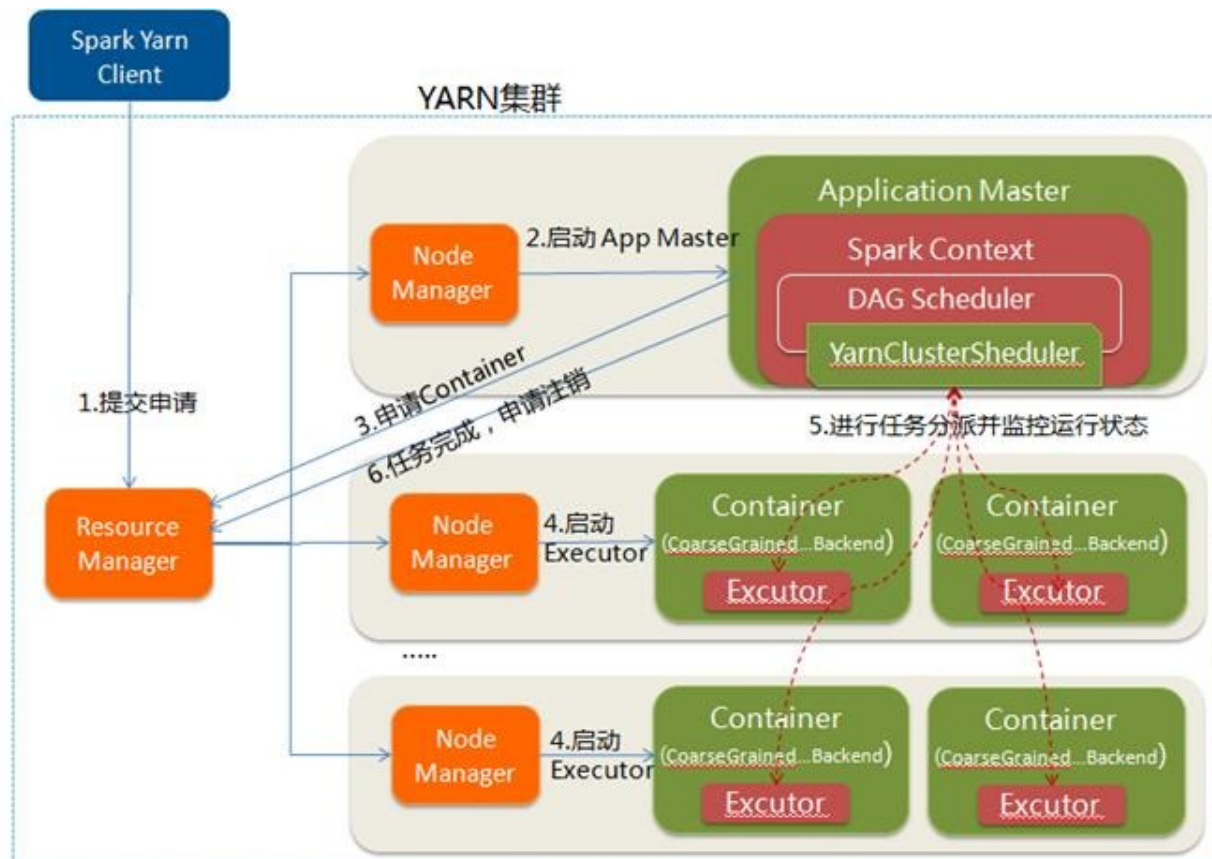 Spark Yarn
Client
YARN集群
Application Master
2.启动 App Master
Node
Manager
Spark Context
DAG Scheduler
YarnClusterSheduler
1.提交申请
3.申请Container
6.任务完成，申请注销
5.进行任务分派并监控运行状态
Resource
Manager
Node
Manager
4.启动
Executor
Container
(CoarseGrained...Backend)
Excutor
Container
(CoarseGrained...Backend)
Excutor
.....
Node
Manager
4.启动
Executor
Container
(CoarseGrained...Backend)
Excutor
Container
(CoarseGrained...Backend)
Excutor